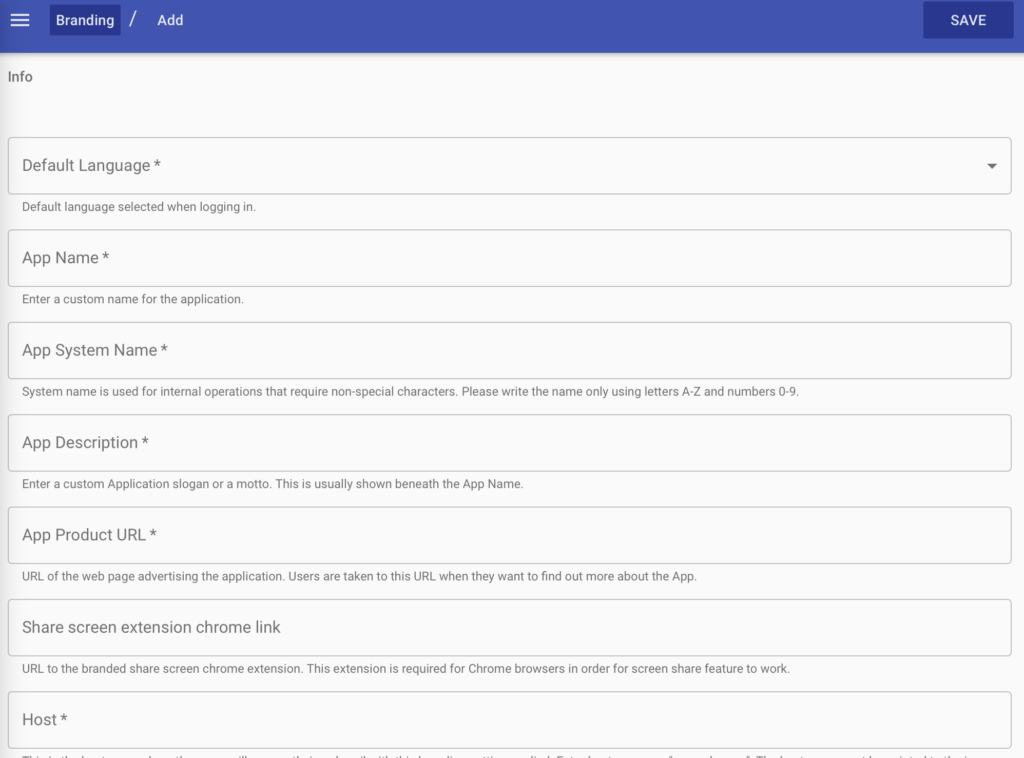 Branding / Add SAVE
Info
Default Language *
Default language selected when logging in.
App Name *
Enter a custom name for the application.
App System Name *
System name is used for internal operations that require non-special characters. Please write the name only using letters A-Z and numbers 0-9.
App Description *
Enter a custom Application slogan or a motto. This is usually shown beneath the App Name.
App Product URL *
URL of the web page advertising the application. Users are taken to this URL when they want to find out more about the App.
Share screen extension chrome link
URL to the branded share screen chrome extension. This extension is required for Chrome browsers in order for screen share feature to work.
Host *